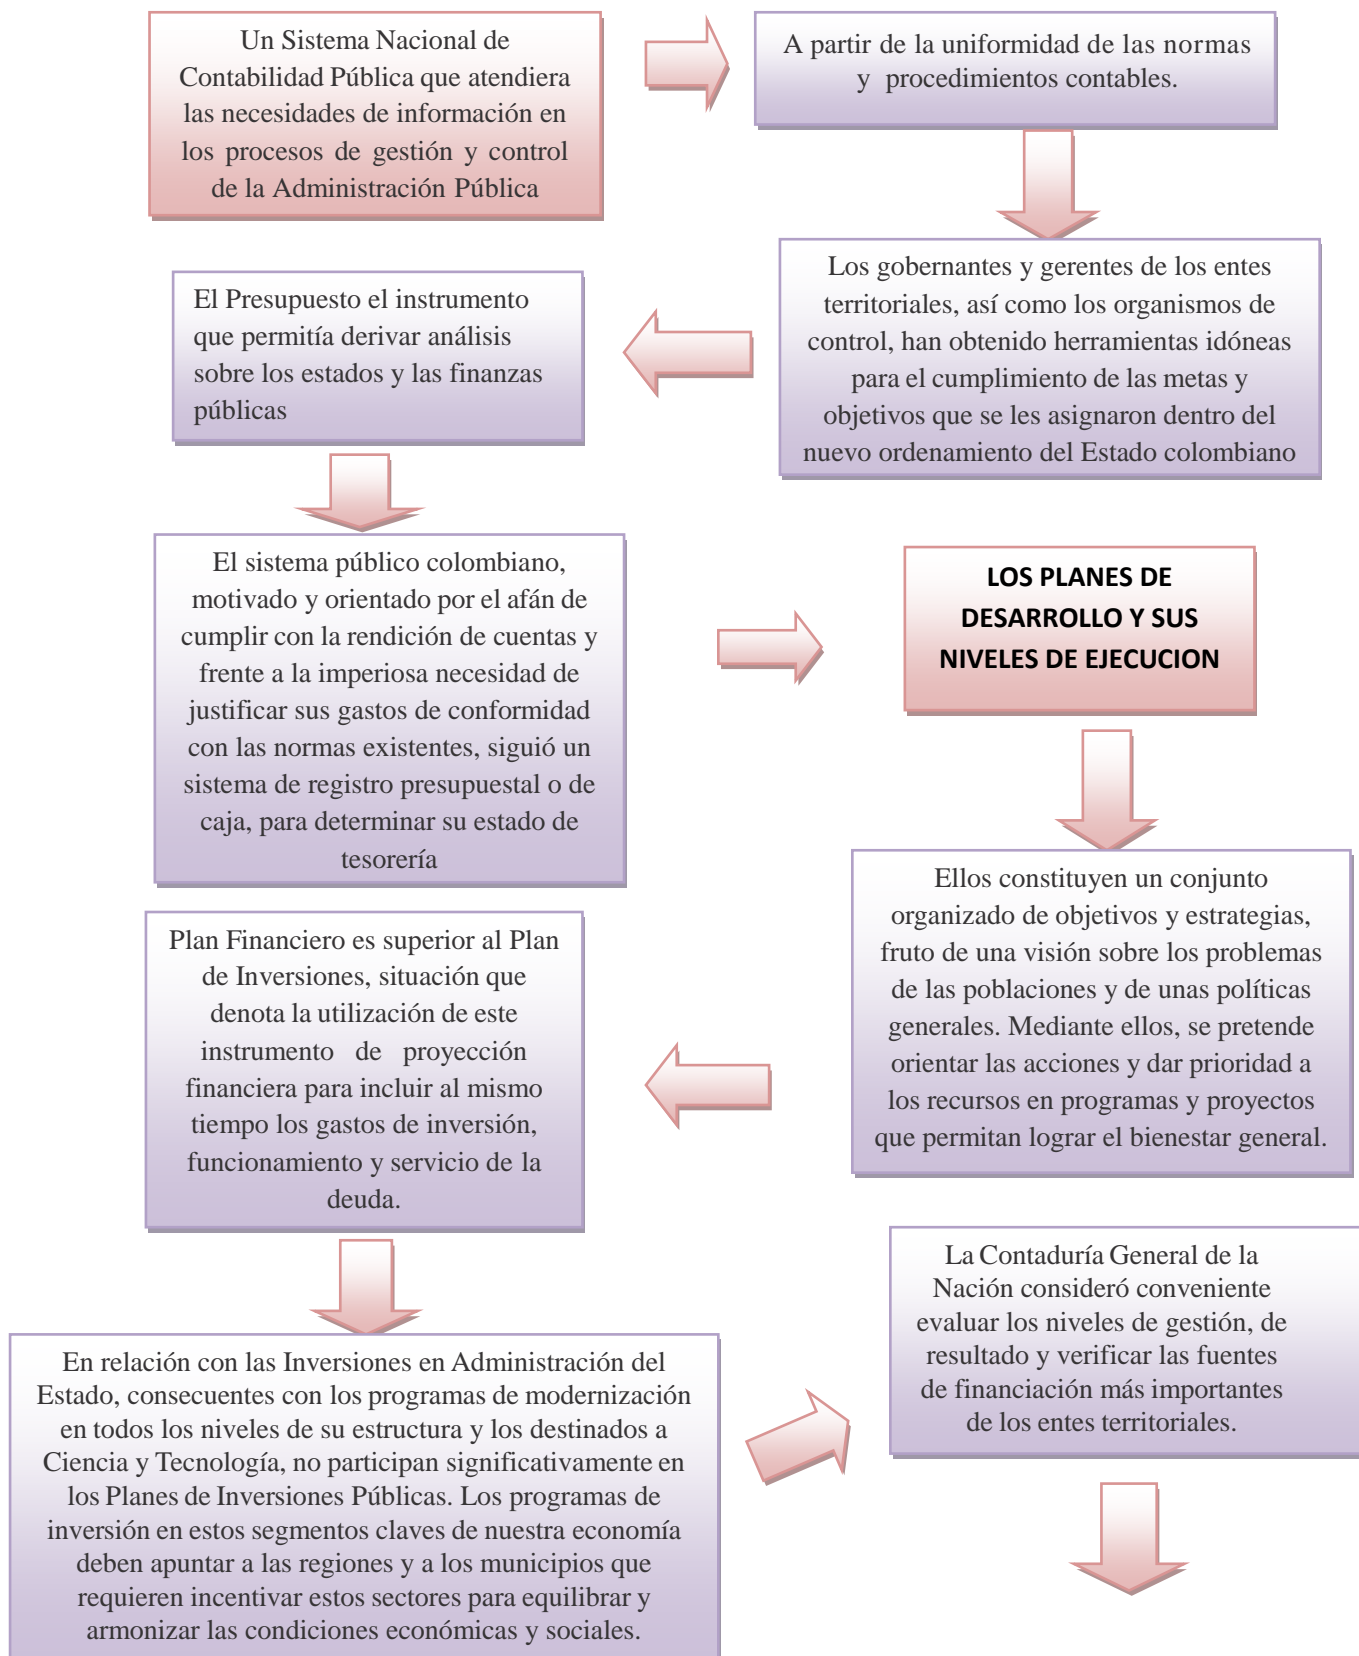 Un Sistema Nacional de
Contabilidad Pública que atendiera
las necesidades de información en
los procesos de gestión y control
de la Administración Pública
A partir de la uniformidad de las normas
y procedimientos contables.
Los gobernantes y gerentes de los entes
territoriales, así como los organismos de
control, han obtenido herramientas idóneas
para el cumplimiento de las metas y
objetivos que se les asignaron dentro del
nuevo ordenamiento del Estado colombiano
El Presupuesto el instrumento
que permitía derivar análisis
sobre los estados y las finanzas
públicas
El sistema público colombiano,
motivado y orientado por el afán de
cumplir con la rendición de cuentas y
frente a la imperiosa necesidad de
justificar sus gastos de conformidad
con las normas existentes, siguió un
sistema de registro presupuestal o de
caja, para determinar su estado de
tesorería
LOS PLANES DE
DESARROLLO Y SUS
NIVELES DE EJECUCION
Ellos constituyen un conjunto
organizado de objetivos y estrategias,
fruto de una visión sobre los problemas
de las poblaciones y de unas políticas
generales. Mediante ellos, se pretende
orientar las acciones y dar prioridad a
los recursos en programas y proyectos
que permitan lograr el bienestar general.
Plan Financiero es superior al Plan
de Inversiones, situación que
denota la utilización de este
instrumento de proyección
financiera para incluir al mismo
tiempo los gastos de inversión,
funcionamiento y servicio de la
deuda.
En relación con las Inversiones en Administración del
Estado, consecuentes con los programas de modernización
en todos los niveles de su estructura y los destinados a
Ciencia y Tecnología, no participan significativamente en
los Planes de Inversiones Públicas. Los programas de
inversión en estos segmentos claves de nuestra economía
deben apuntar a las regiones y a los municipios que
requieren incentivar estos sectores para equilibrar y
armonizar las condiciones económicas y sociales.
La Contaduría General de la
Nación consideró conveniente
evaluar los niveles de gestión, de
resultado y verificar las fuentes
de financiación más importantes
de los entes territoriales.